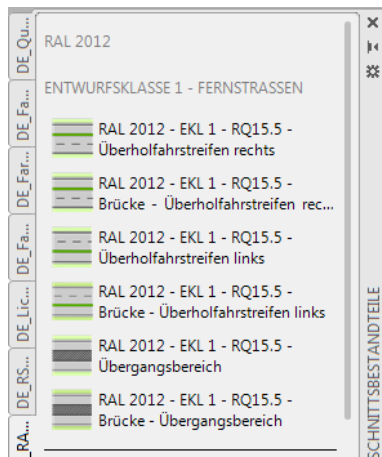 RAL 2012
ENTWURFSKLASSE 1 - FERNSTRASSEN
RAL 2012 - EKL 1 - RQ15.5 -
Überholfahrstreifen rechts
RAL 2012 - EKL 1 - RQ15.5 -
Brücke - Überholfahrstreifen rec...
RAL 2012 - EKL 1 - RQ15.5 -
Überholfahrstreifen links
RAL 2012 - EKL 1 - RQ15.5 -
Brücke - Überholfahrstreifen links
RAL 2012 - EKL 1 - RQ15.5 -
Übergangsbereich
RAL 2012 - EKL 1 - RQ15.5 -
Brücke - Übergangsbereich
DE_Qu...
DE_Fa...
DE_Far...
DE_Fa...
DE_Lic...
DE_RS...
_RA...
SCHNITTSBESTANDTEILE